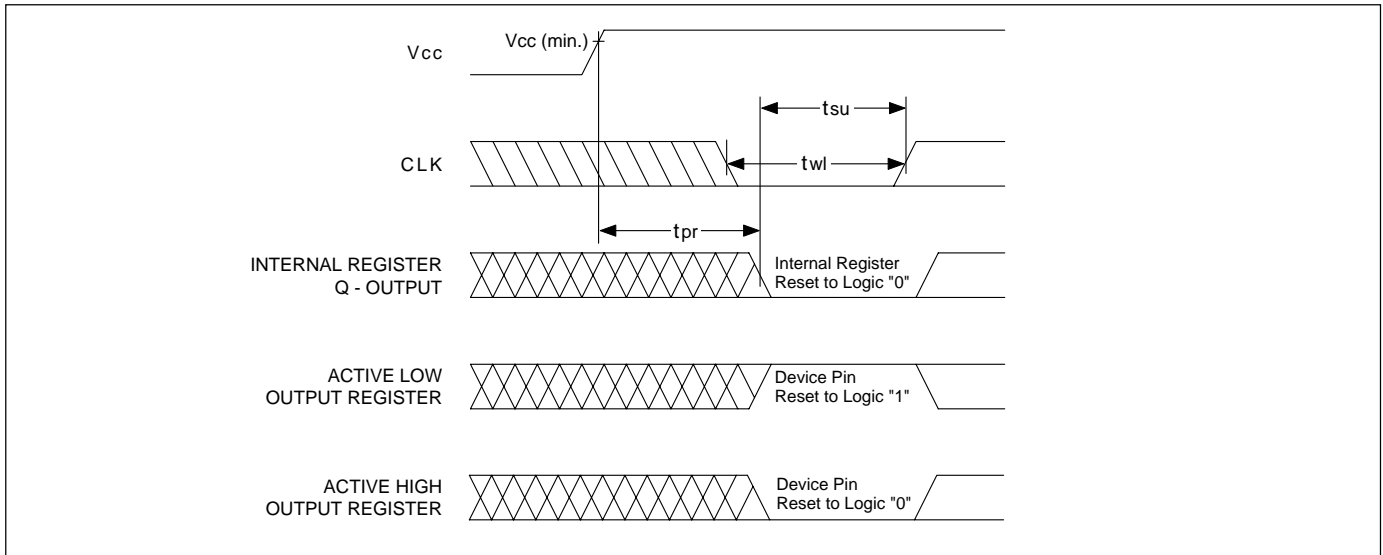 Vcc
Vcc (min.)
tsu
CLK
twl
tpr
INTERNAL REGISTER
Q - OUTPUT
Internal Register
Reset to Logic "0"
ACTIVE LOW
OUTPUT REGISTER
Device Pin
Reset to Logic "1"
ACTIVE HIGH
OUTPUT REGISTER
Device Pin
Reset to Logic "0"